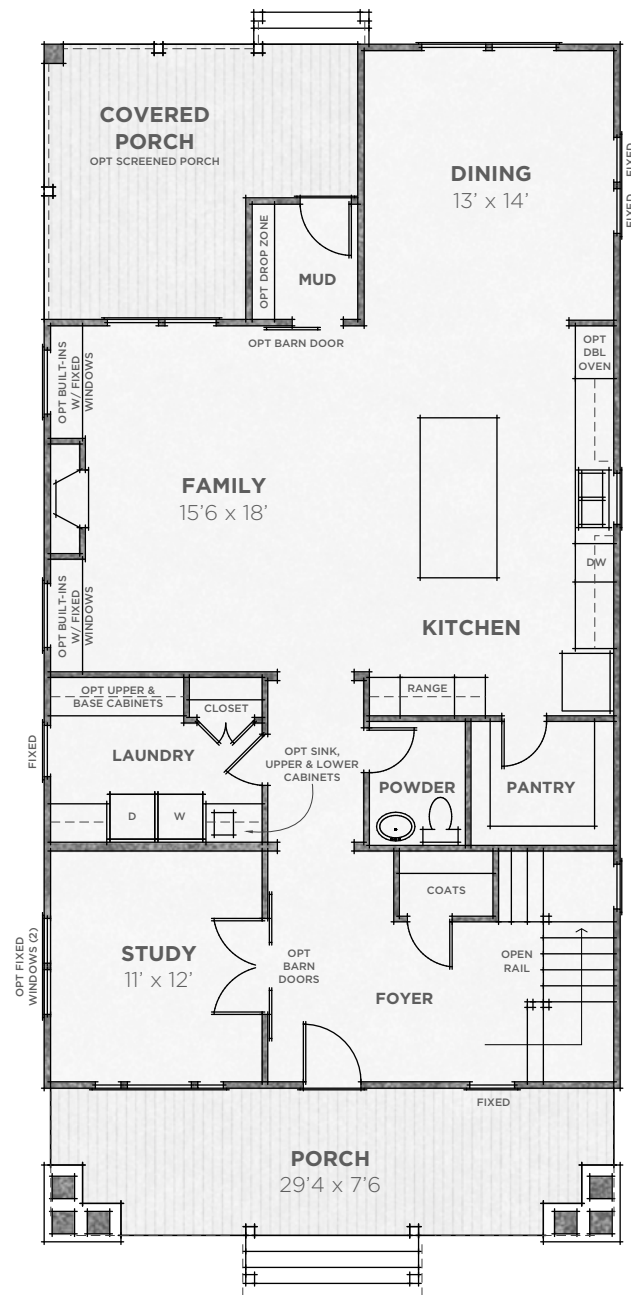 COVERED
PORCH
OPT SCREENED PORCH
DINING
13' x 14'
FIXED
FIXED
OPT DROP ZONE
MUD
OPT BARN DOOR
OPT
DBL
OVEN
OPT BUILT-INS
W/ FIXED
WINDOWS
FAMILY
15'6 x 18'
DW
OPT BUILT-INS
W/ FIXED
WINDOWS
KITCHEN
RANGE
OPT UPPER &
BASE CABINETS
CLOSET
FIXED
LAUNDRY
OPT SINK,
UPPER & LOWER
CABINETS
POWDER
PANTRY
D
W
COATS
STUDY
11' x 12'
OPT FIXED
WINDOWS (2)
OPT
BARN
DOORS
OPEN
RAIL
FOYER
FIXED
PORCH
29'4 x 7'6